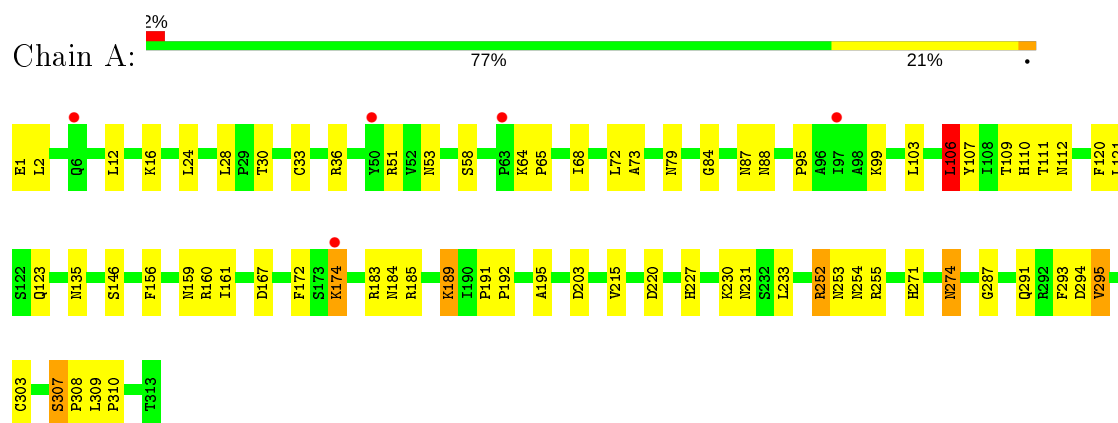 2%
Chain A:
77% 21% •
E1 L2 Q6 L12 K16 L24 L28 P29 T30 C33 R36 Y50 R51 V52 N53 S58 P63 K64 P65 I68 L72 A73 N79 G84 N87 N88 P95 A96 I97 A98 K99 L103 L106 Y107 I108 T109 H110 T111 N112 F120 L121
S122 Q123 N135 S146 F156 N159 R160 I161 D167 F172 S173 K174 R183 N184 R185 K189 I190 P191 P192 A195 D203 V215 D220 H227 K230 N231 S232 L233 R252 N253 N254 R255 H271 N274 G287 Q291 R292 F293 D294 V295
C303 S307 P308 L309 P310 T313